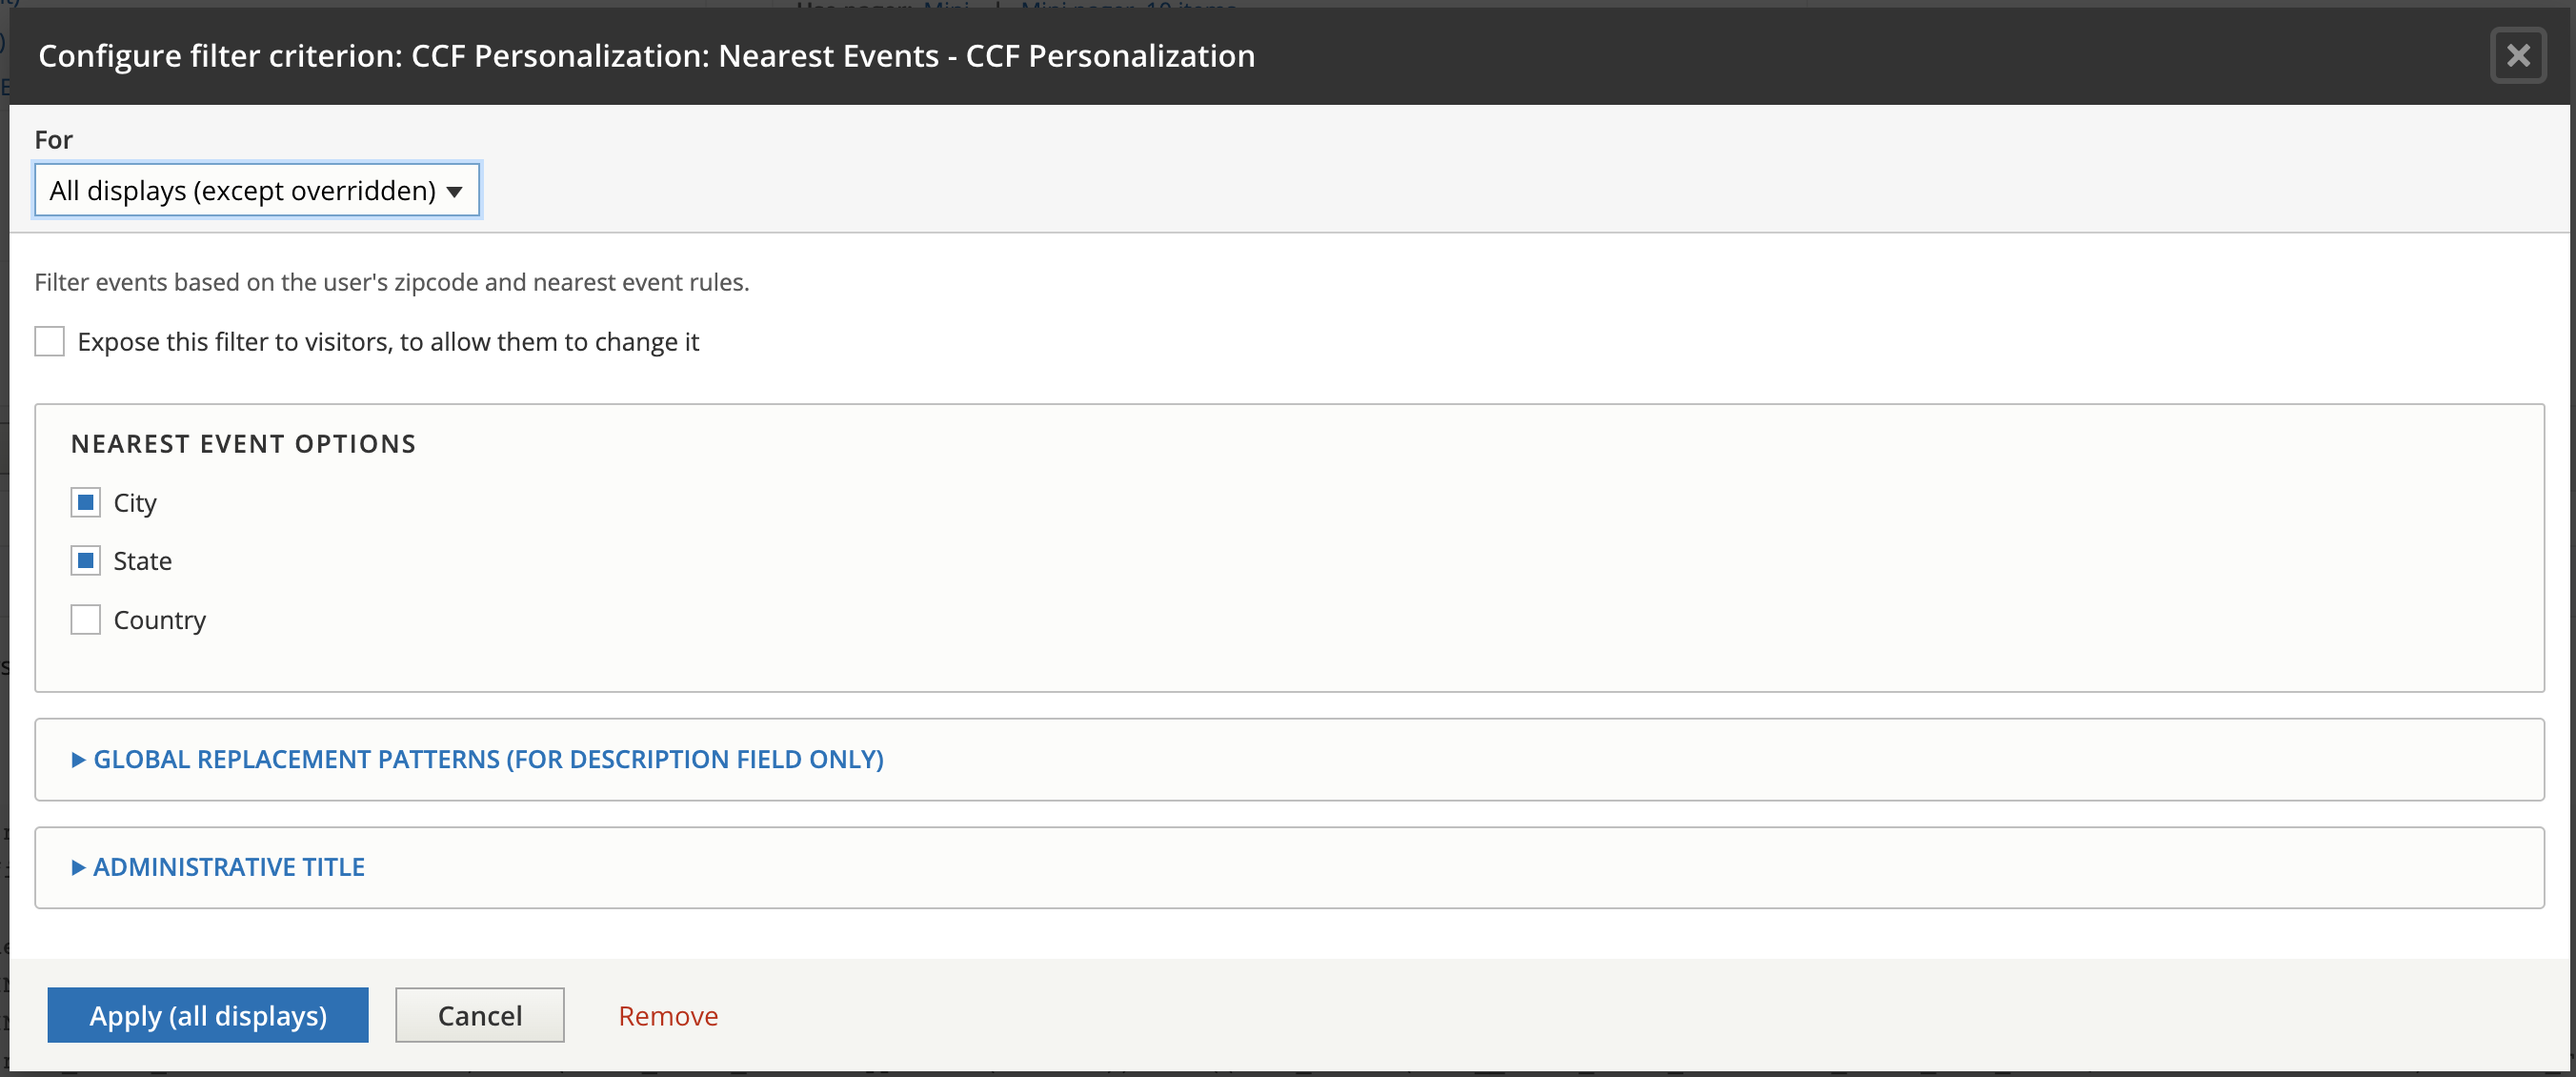 Configure filter criterion: CCF Personalization: Nearest Events - CCF Personalization
For
All displays (except overridden)
Filter events based on the user's zipcode and nearest event rules.
Expose this filter to visitors, to allow them to change it
NEAREST EVENT OPTIONS
City
State
Country
GLOBAL REPLACEMENT PATTERNS (FOR DESCRIPTION FIELD ONLY)
ADMINISTRATIVE TITLE
Apply (all displays)
Cancel
Remove